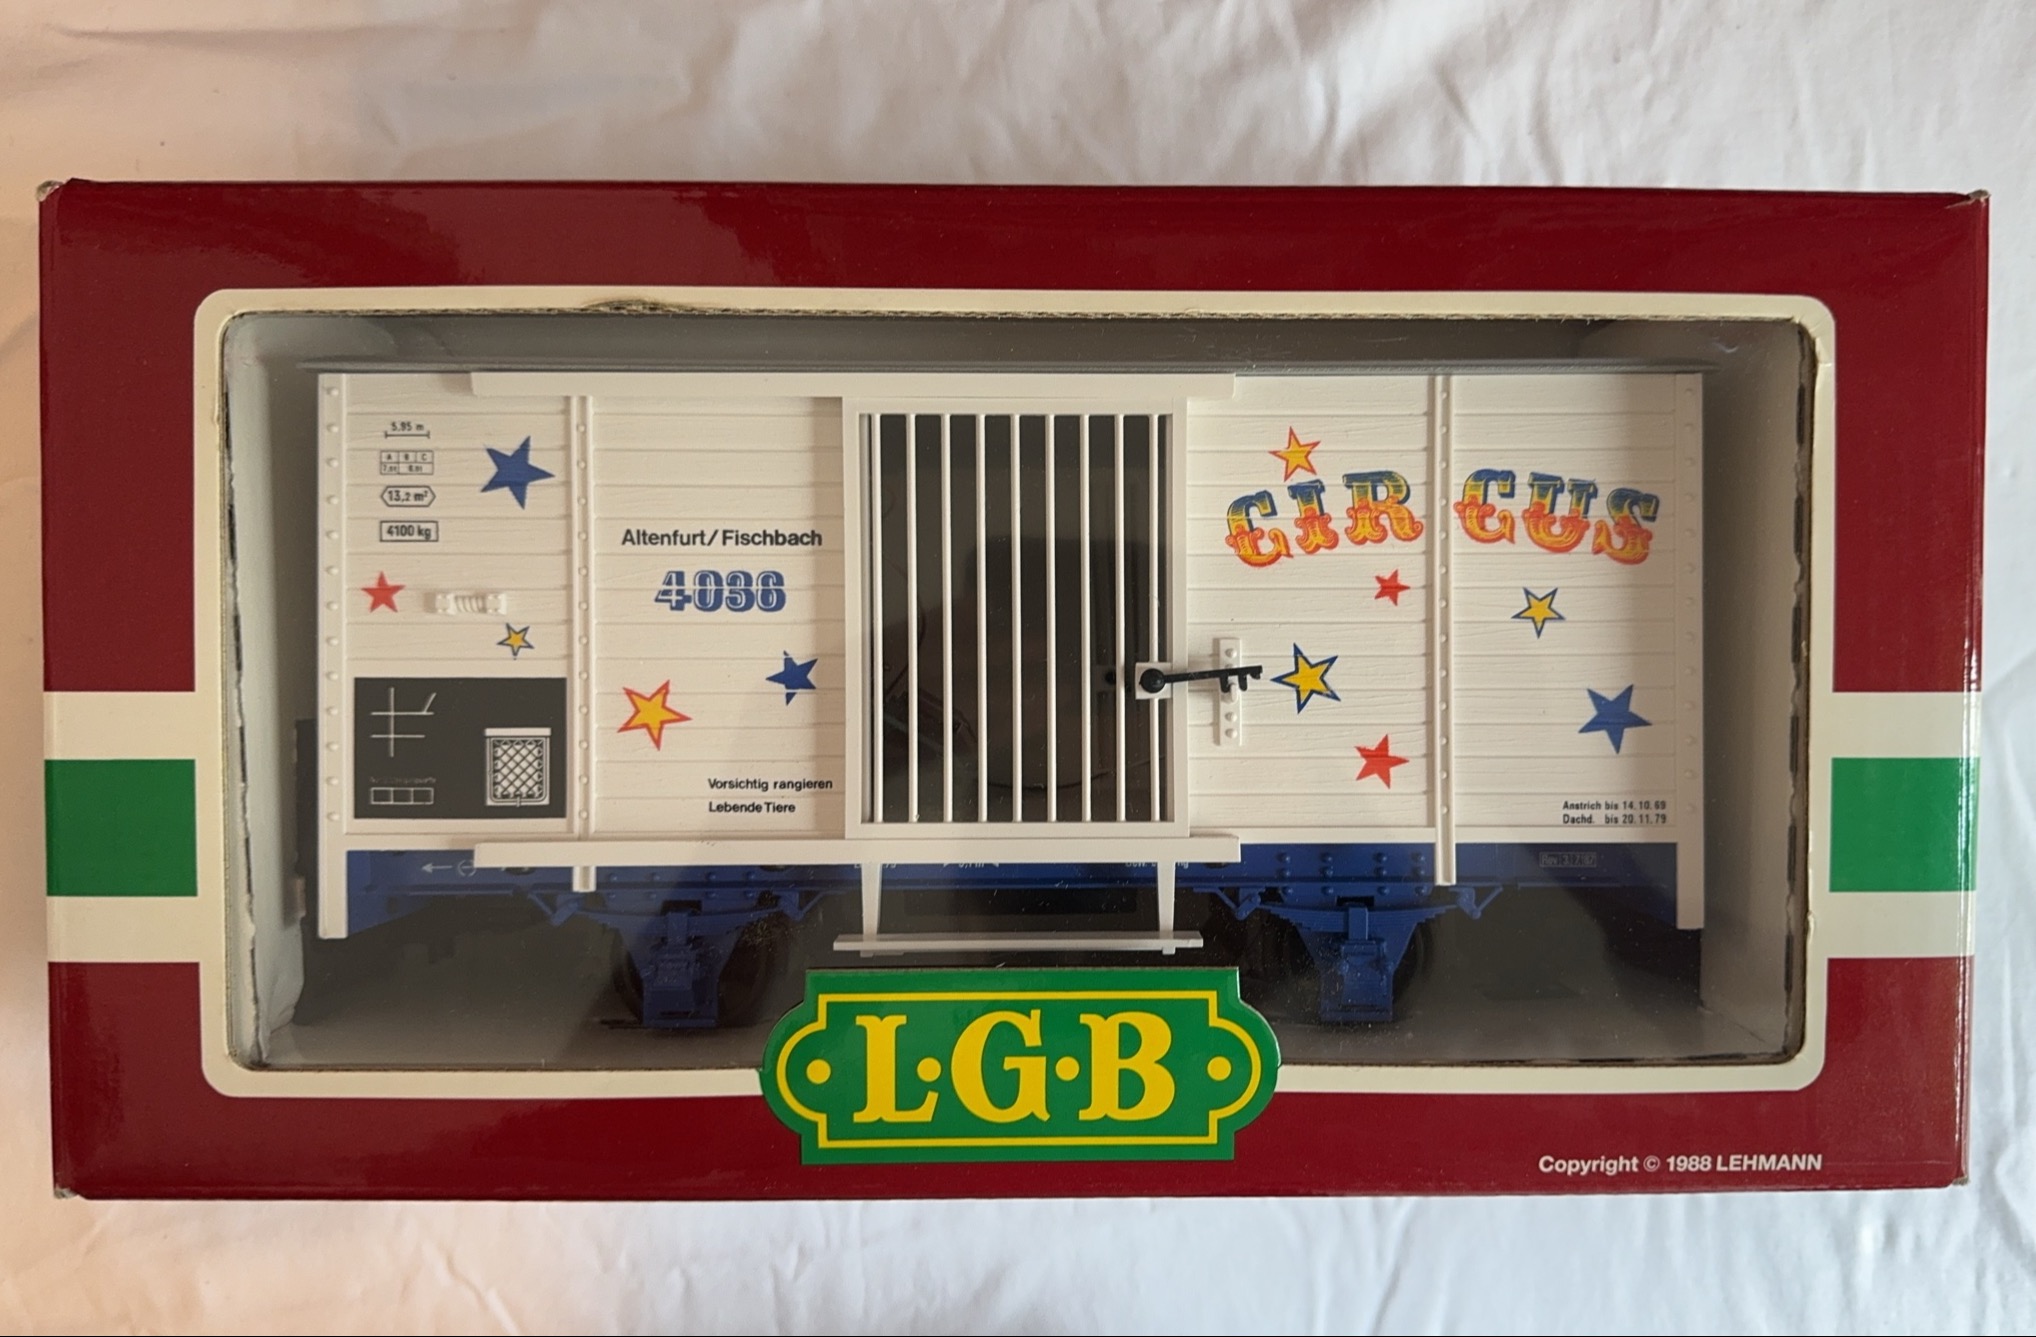 5.95 m
A B C
13,2 m²
4100 kg
Altenfurt/Fischbach
4036
Vorsichtig rangieren
Lebende Tiere
CIRCUS
Anstrich bis 14.10.69
Dachd. bis 20.11.79
L·G·B
Copyright © 1988 LEHMANN